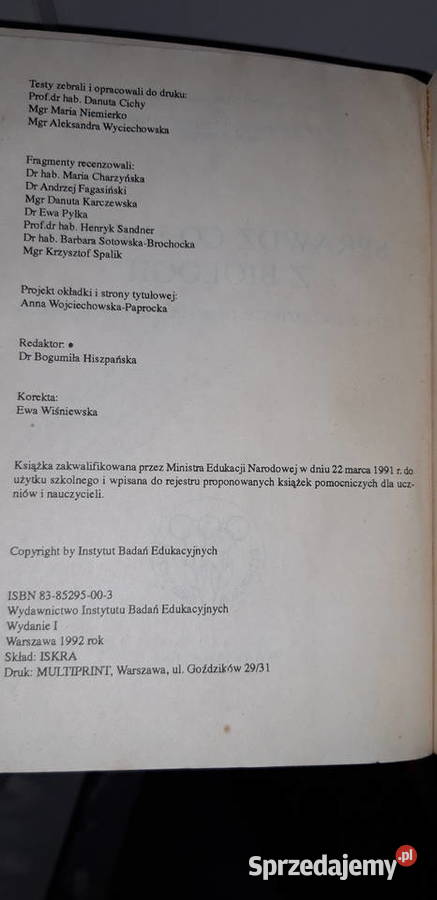 Testy zebrali i opracowali do druku:
Prof.dr hab. Danuta Cichy
Mgr Maria Niemierko
Mgr Aleksandra Wyciechowska
Fragmenty recenzowali:
Dr hab. Maria Charzyńska
Dr Andrzej Fagasiński
Mgr Danuta Karczewska
Dr Ewa Pyłka
Prof.dr hab. Henryk Sandner
Dr hab. Barbara Sotowska-Brochocka
Mgr Krzysztof Spalik
Projekt okładki i strony tytułowej:
Anna Wojciechowska-Paprocka
Redaktor:
Dr Bogumiła Hiszpańska
Korekta:
Ewa Wiśniewska
Książka zakwalifikowana przez Ministra Edukacji Narodowej w dniu 22 marca 1991 r. do
użytku szkolnego i wpisana do rejestru proponowanych książek pomocniczych dla ucz-
niów i nauczycieli.
Copyright by Instytut Badań Edukacyjnych
ISBN 83-85295-00-3
Wydawnictwo Instytutu Badań Edukacyjnych
Wydanie I
Warszawa 1992 rok
Skład: ISKRA
Druk: MULTIPRINT, Warszawa, ul. Goździków 29/31
Sprzedajemy.pl